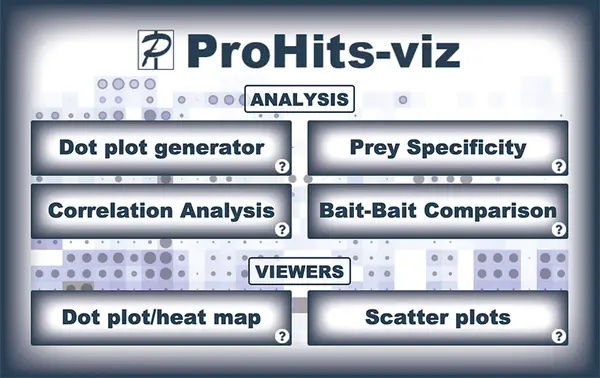 ProHits-viz
ANALYSIS
Dot plot generator
?
Prey Specificity
?
Correlation Analysis
?
Bait-Bait Comparison
?
VIEWERS
Dot plot/heat map
?
Scatter plots
?